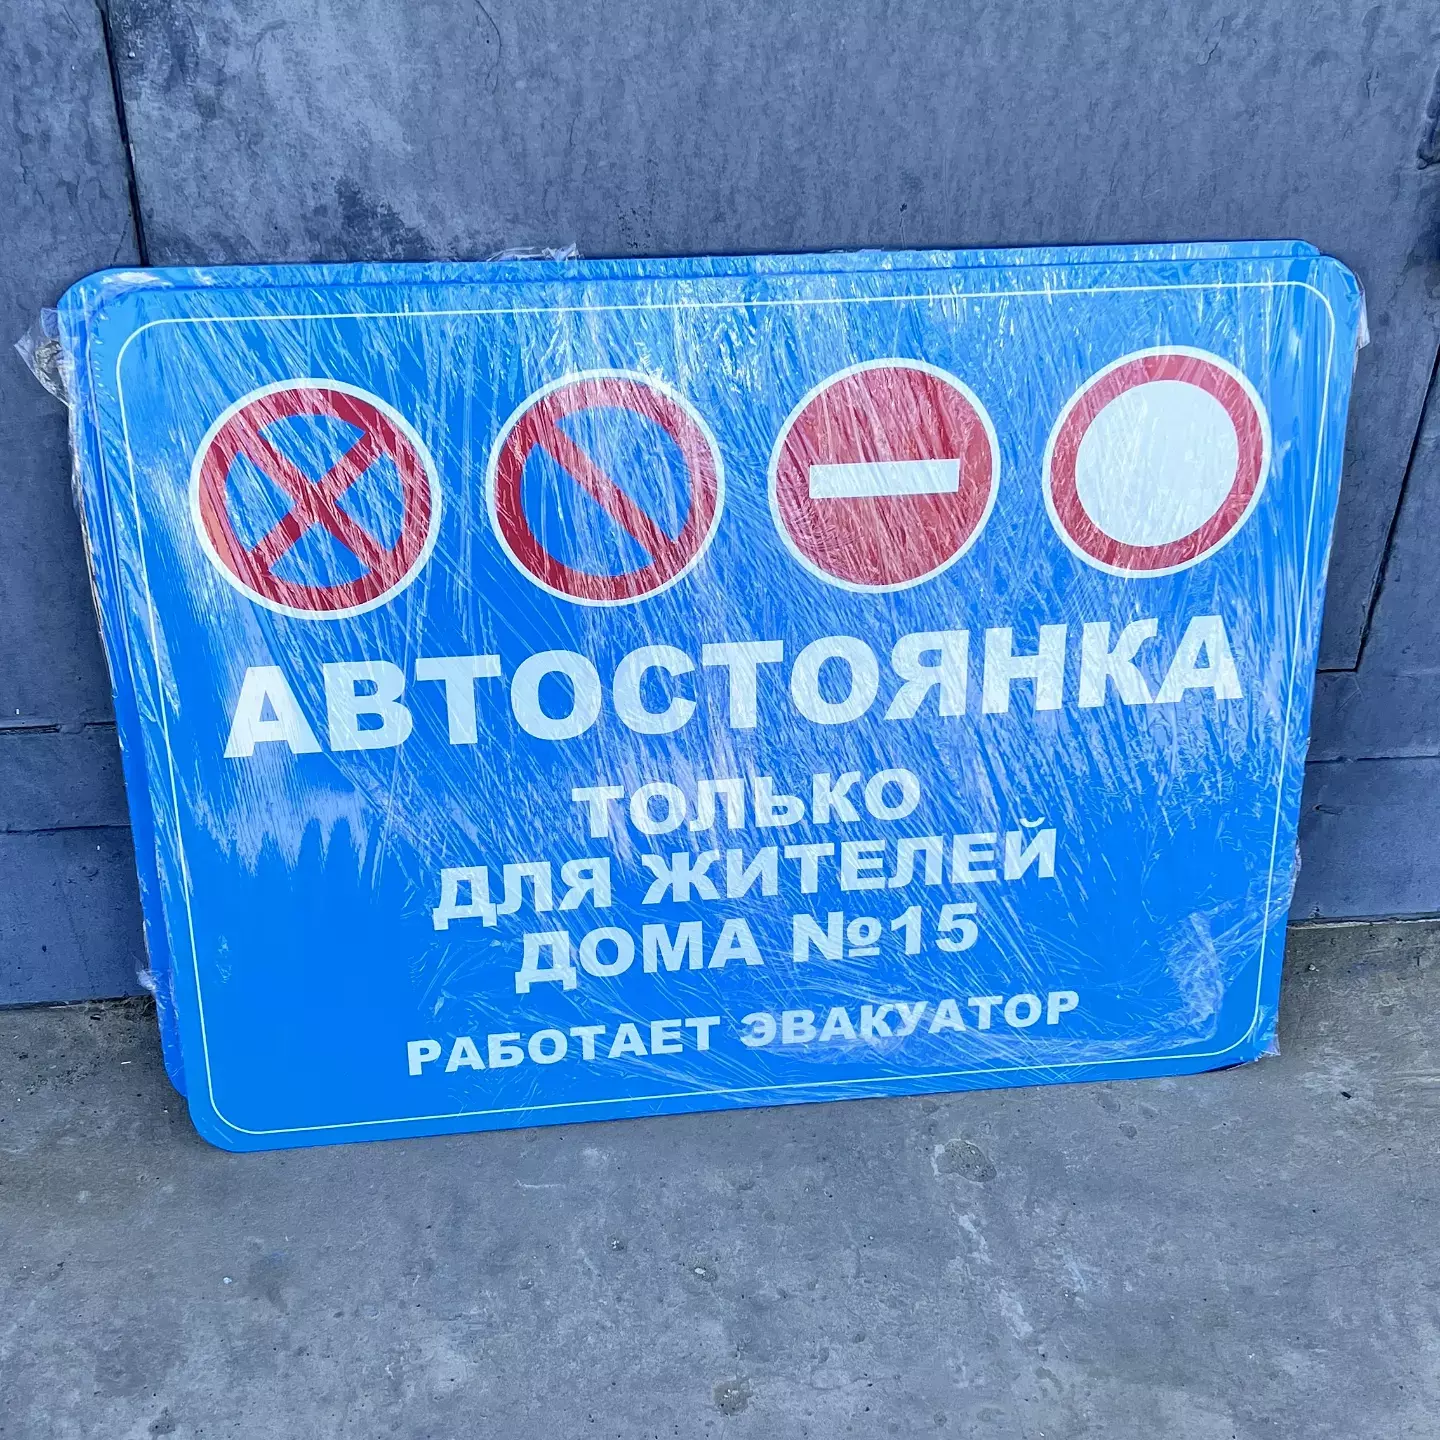 АВТОСТОЯНКА
ТОЛЬКО
ДЛЯ ЖИТЕЛЕЙ
ДОМА №15
РАБОТАЕТ ЭВАКУАТОР